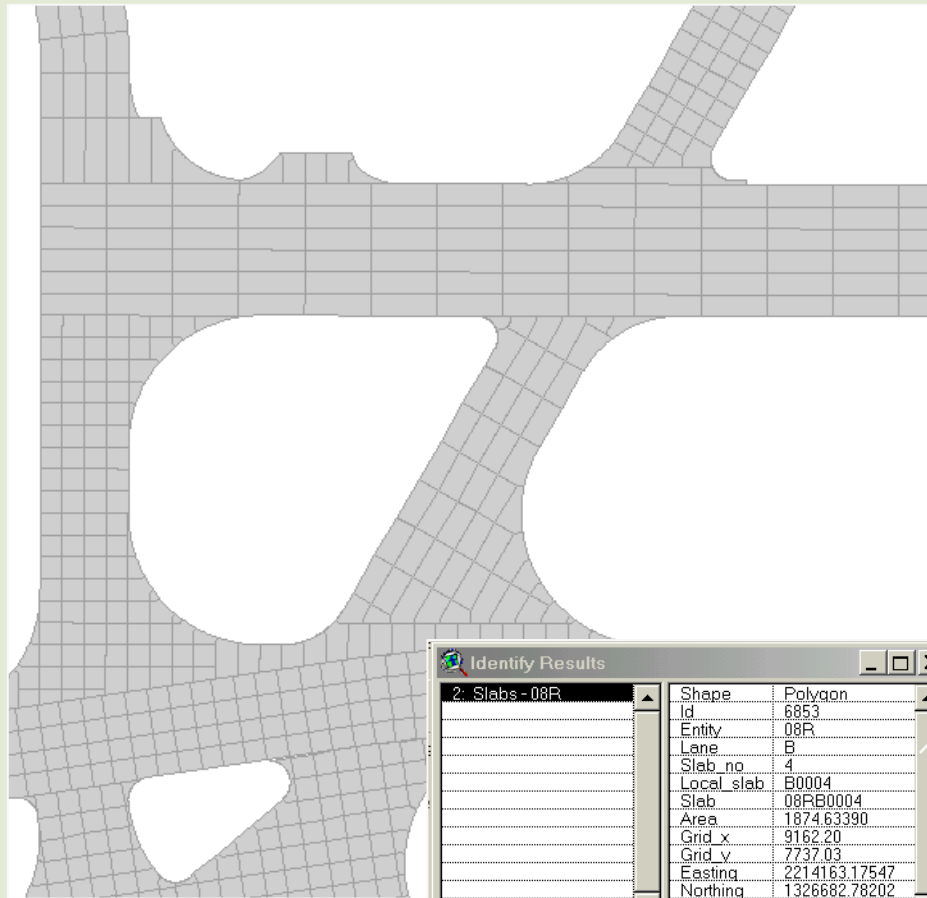 Identify Results
2: Slabs - 08R
Shape Polygon
Id 6853
Entity 08R
Lane B
Slab_no 4
Local_slab B0004
Slab 08RB0004
Area 1874.63390
Grid_x 9162.20
Grid_y 7737.03
Easting 2214163.17547
Northing 1326682.78202